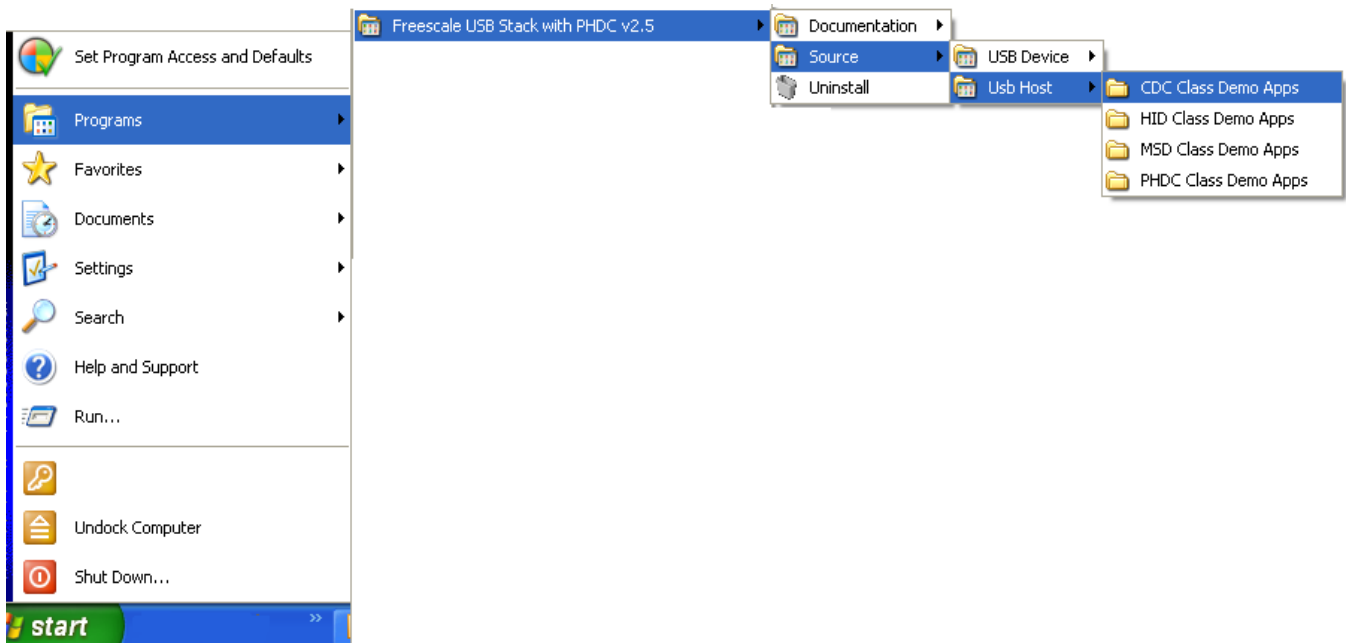 Set Program Access and Defaults
Programs
Favorites
Documents
Settings
Search
Help and Support
Run...
Undock Computer
Shut Down...
start
Freescale USB Stack with PHDC v2.5
Documentation
Source
Uninstall
USB Device
Usb Host
CDC Class Demo Apps
HID Class Demo Apps
MSD Class Demo Apps
PHDC Class Demo Apps